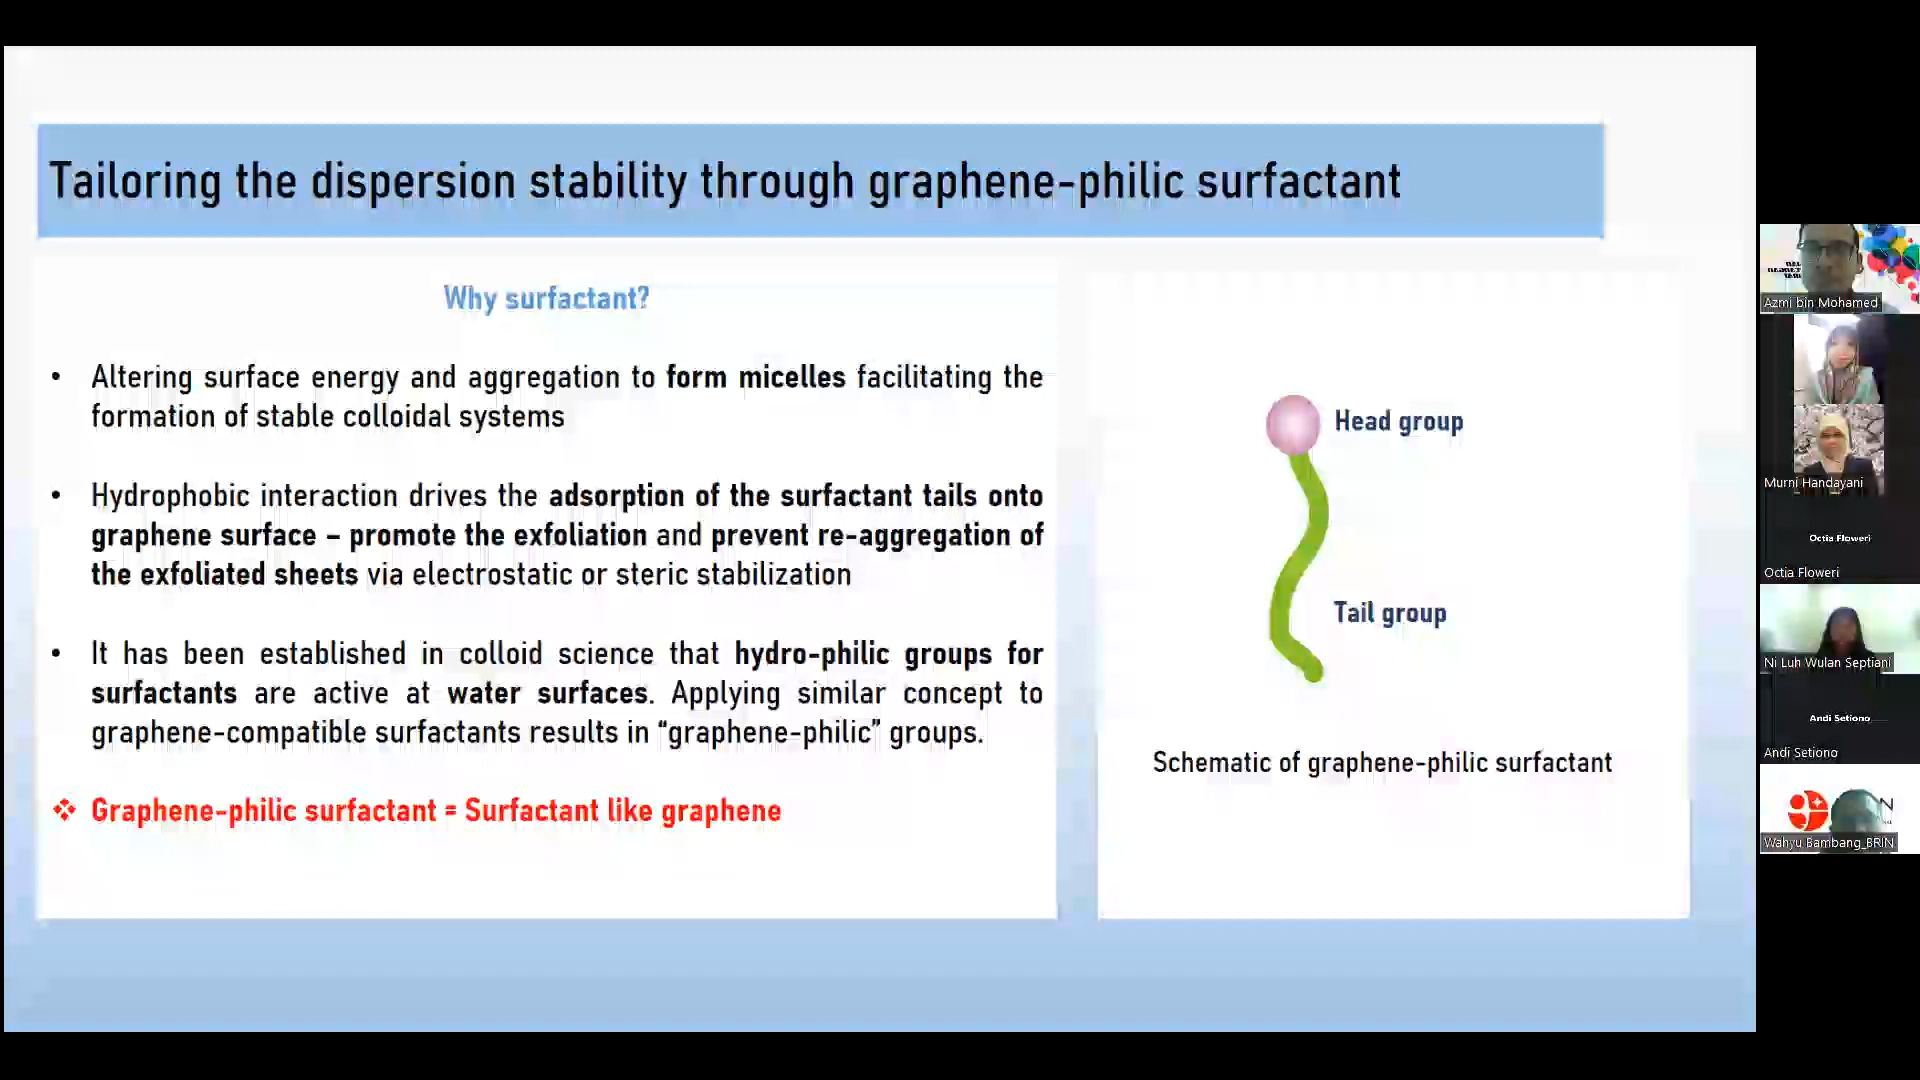 Tailoring the dispersion stability through graphene-philic surfactant
Why surfactant?
• Altering surface energy and aggregation to form micelles facilitating the
formation of stable colloidal systems
• Hydrophobic interaction drives the adsorption of the surfactant tails onto
graphene surface – promote the exfoliation and prevent re-aggregation of
the exfoliated sheets via electrostatic or steric stabilization
• It has been established in colloid science that hydro-philic groups for
surfactants are active at water surfaces. Applying similar concept to
graphene-compatible surfactants results in “graphene-philic” groups.
❖ Graphene-philic surfactant = Surfactant like graphene
Head group
Tail group
Schematic of graphene-philic surfactant
Azmi bin Mohamed
Murni Handayani
Octia Floweri
Octia Floweri
Ni Luh Wulan Septiani
Andi Setiono
Andi Setiono
Wahyu Bambang_BRIN